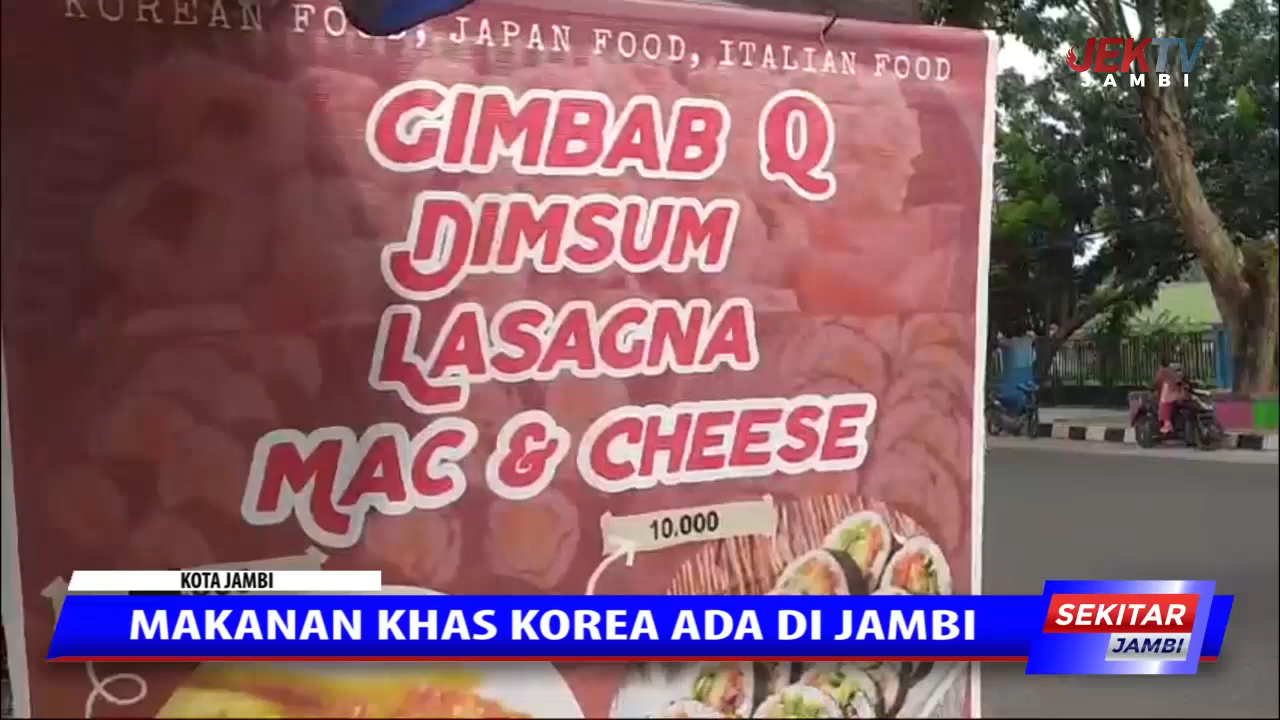 KOREAN FOOD, JAPAN FOOD, ITALIAN FOOD
JEKTV
JAMBI
GIMBAB Q
DIMSUM
LASAGNA
MAC & CHEESE
10.000
KOTA JAMBI
MAKANAN KHAS KOREA ADA DI JAMBI
SEKITAR
JAMBI